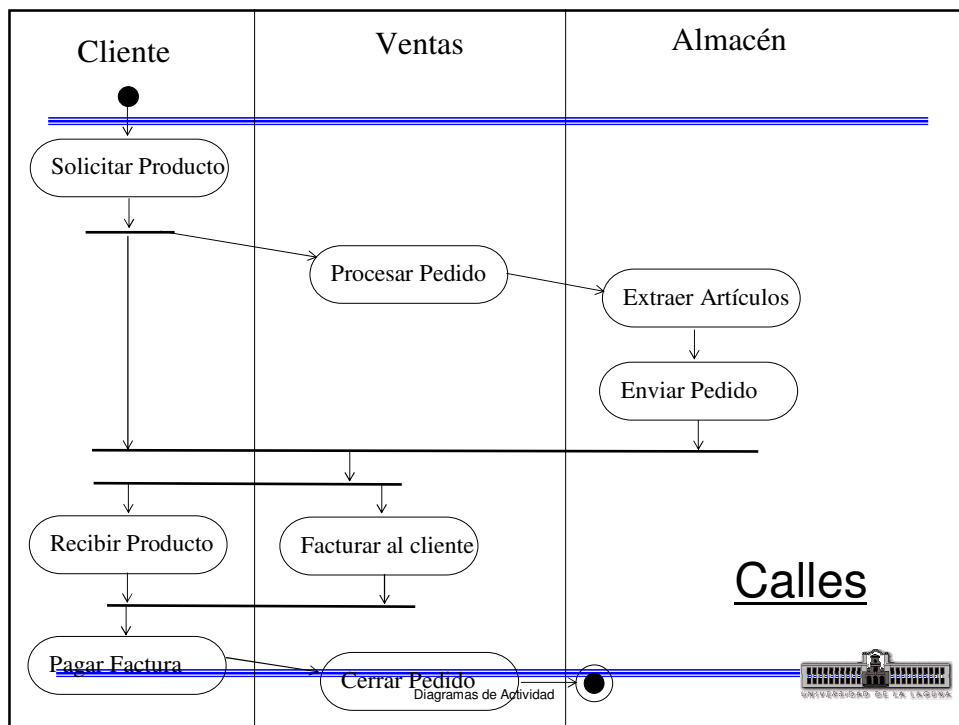 Cliente
Ventas
Almacén
Solicitar Producto
Procesar Pedido
Extraer Artículos
Enviar Pedido
Recibir Producto
Facturar al cliente
Calles
Pagar Factura
Cerrar Pedido
Diagramas de Actividad
UNIVERSIDAD DE LA LAGUNA